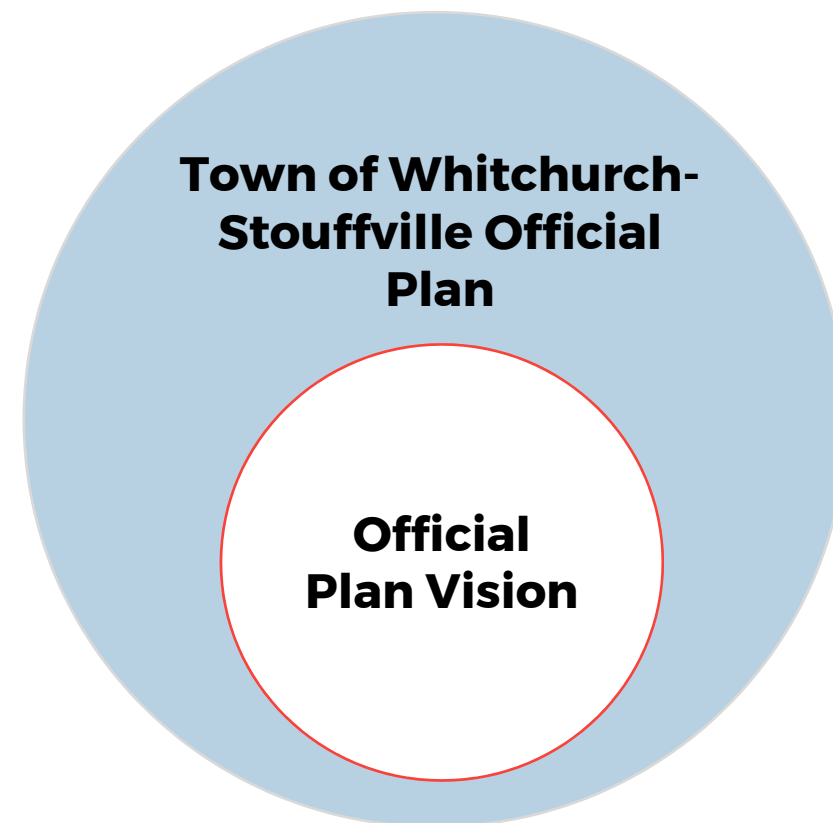 Town of Whitchurch-
Stouffville Official
Plan
Official
Plan Vision